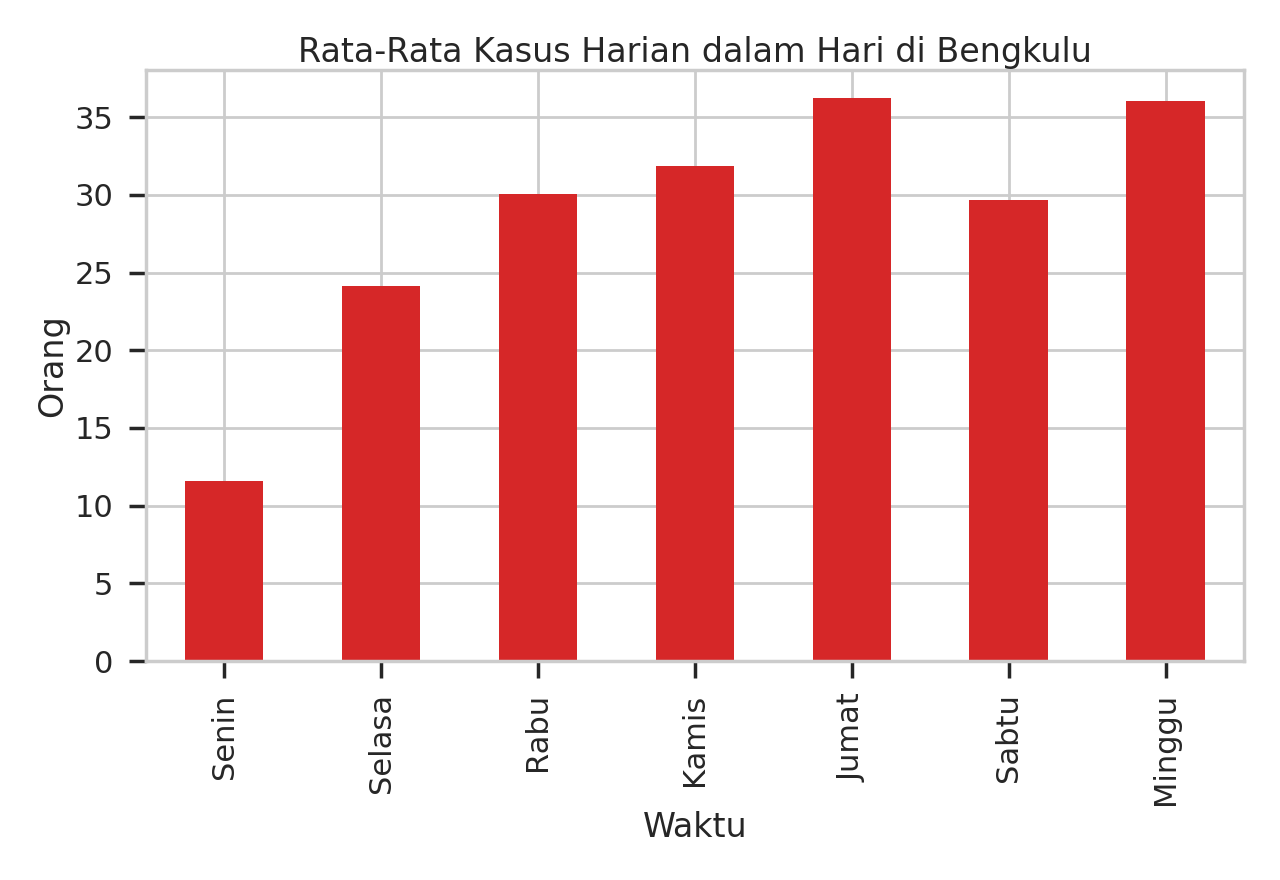 Rata-Rata Kasus Harian dalam Hari di Bengkulu
Orang
35
30
25
20
15
10
5
0
Senin
Selasa
Rabu
Kamis
Jumat
Sabtu
Minggu
Waktu